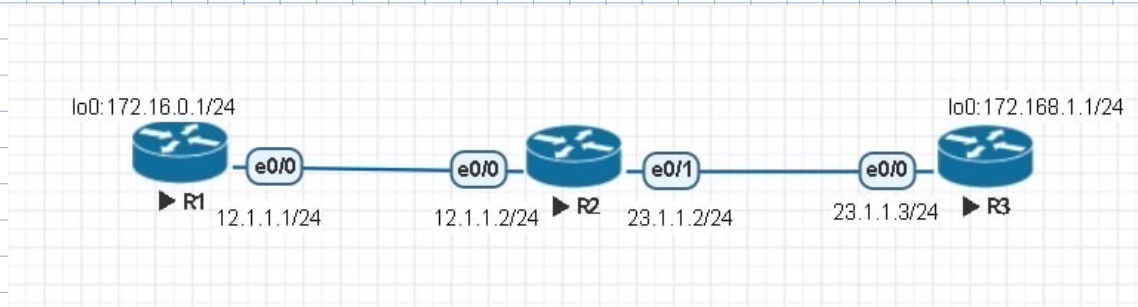 lo0:172.16.0.1/24
lo0:172.168.1.1/24
e0/0
e0/0
e0/1
e0/0
R1
R2
R3
12.1.1.1/24
12.1.1.2/24
23.1.1.2/24
23.1.1.3/24